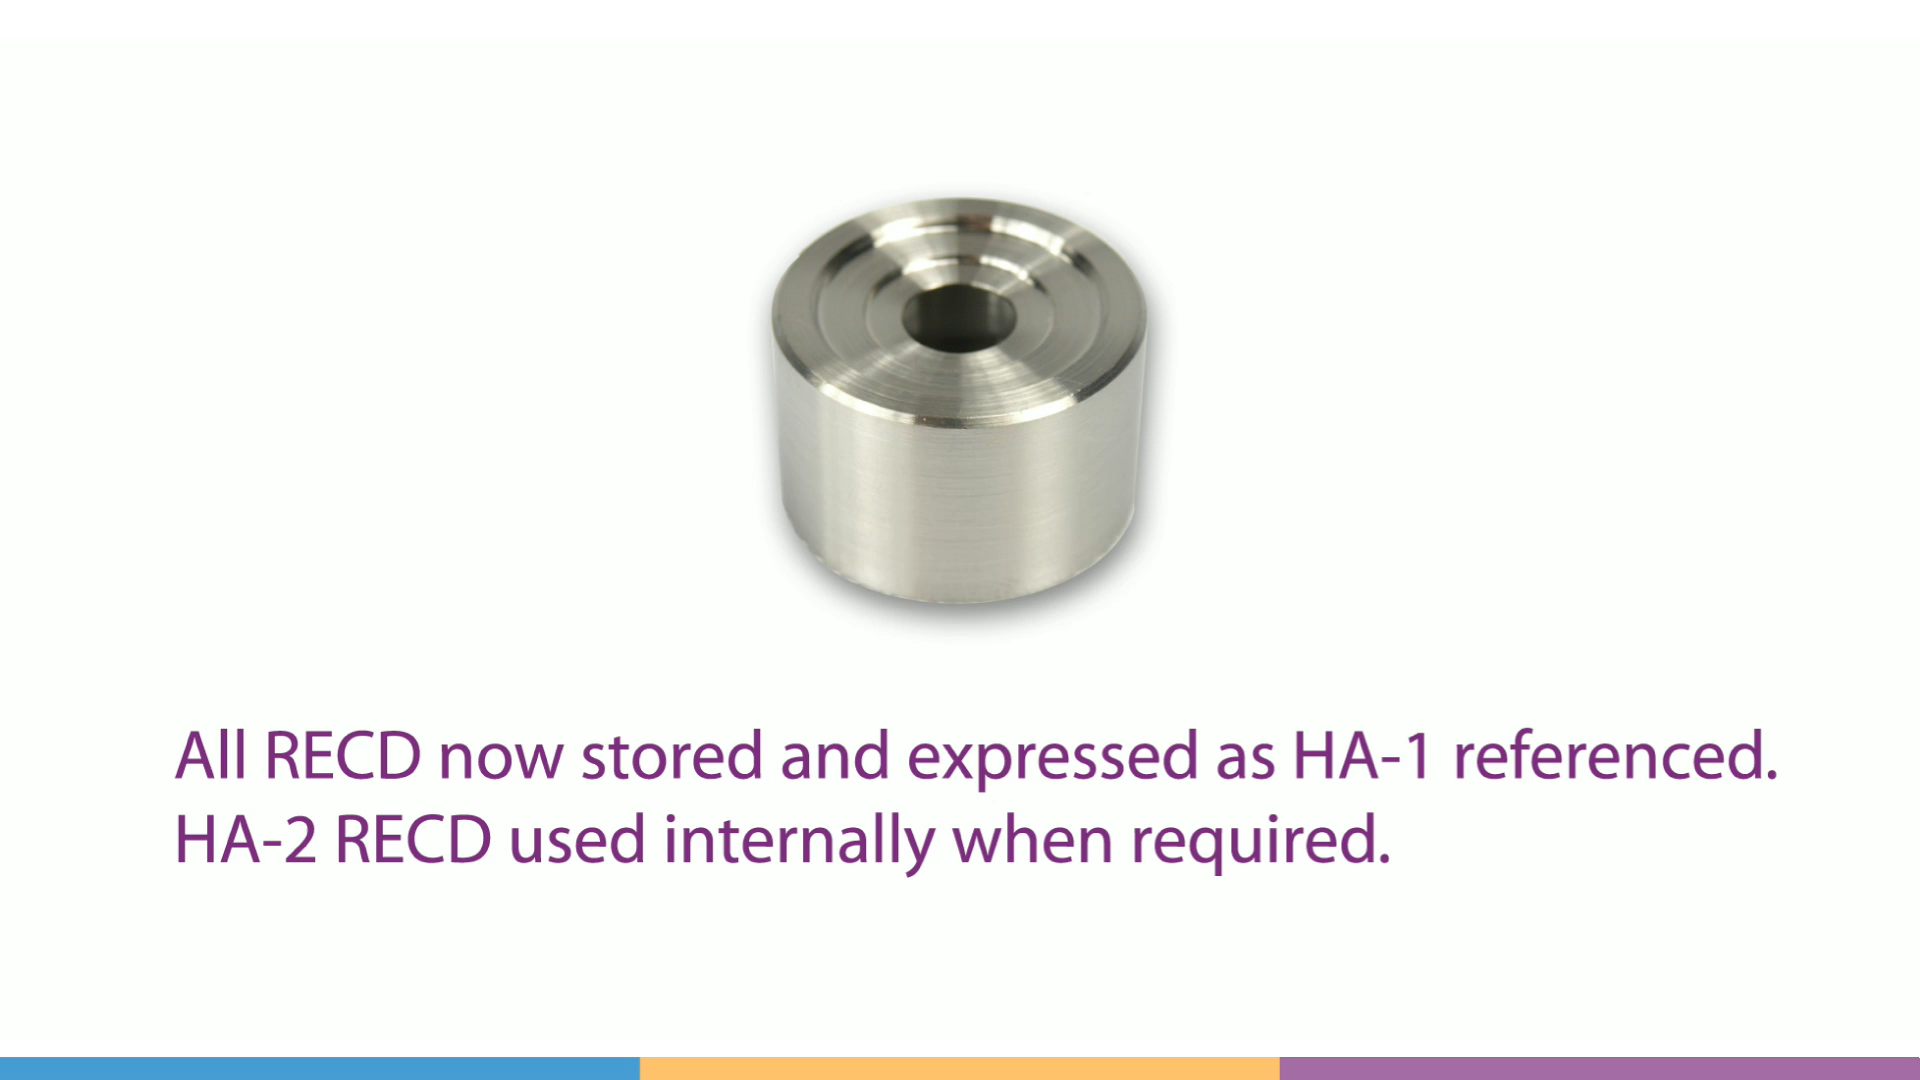 All RECD now stored and expressed as HA-1 referenced.
HA-2 RECD used internally when required.